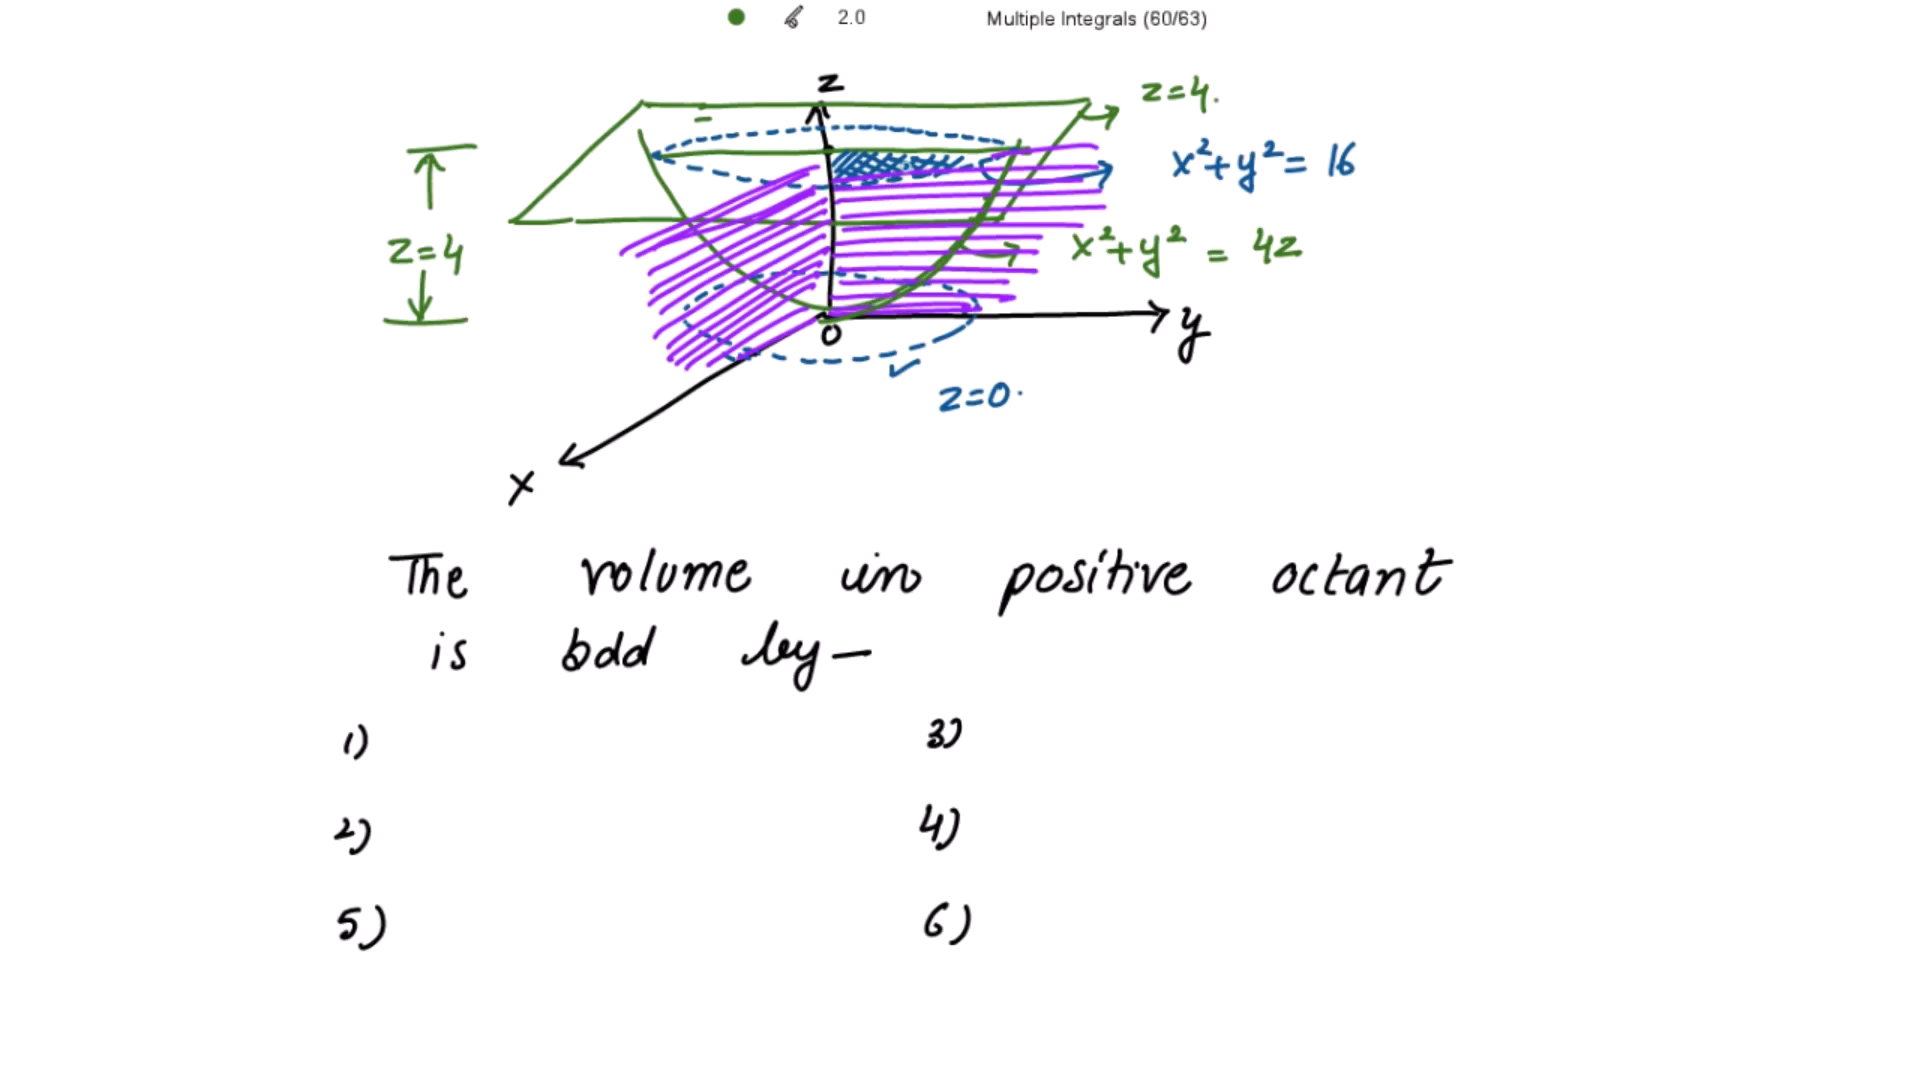 2.0 Multiple Integrals (60/63)
z
z=4.
=
x²+y²= 16
z=4
x²+y² = 4z
0
y
z=0.
x
The volume in positive octant
is bdd by—
1) 3)
2) 4)
5) 6)